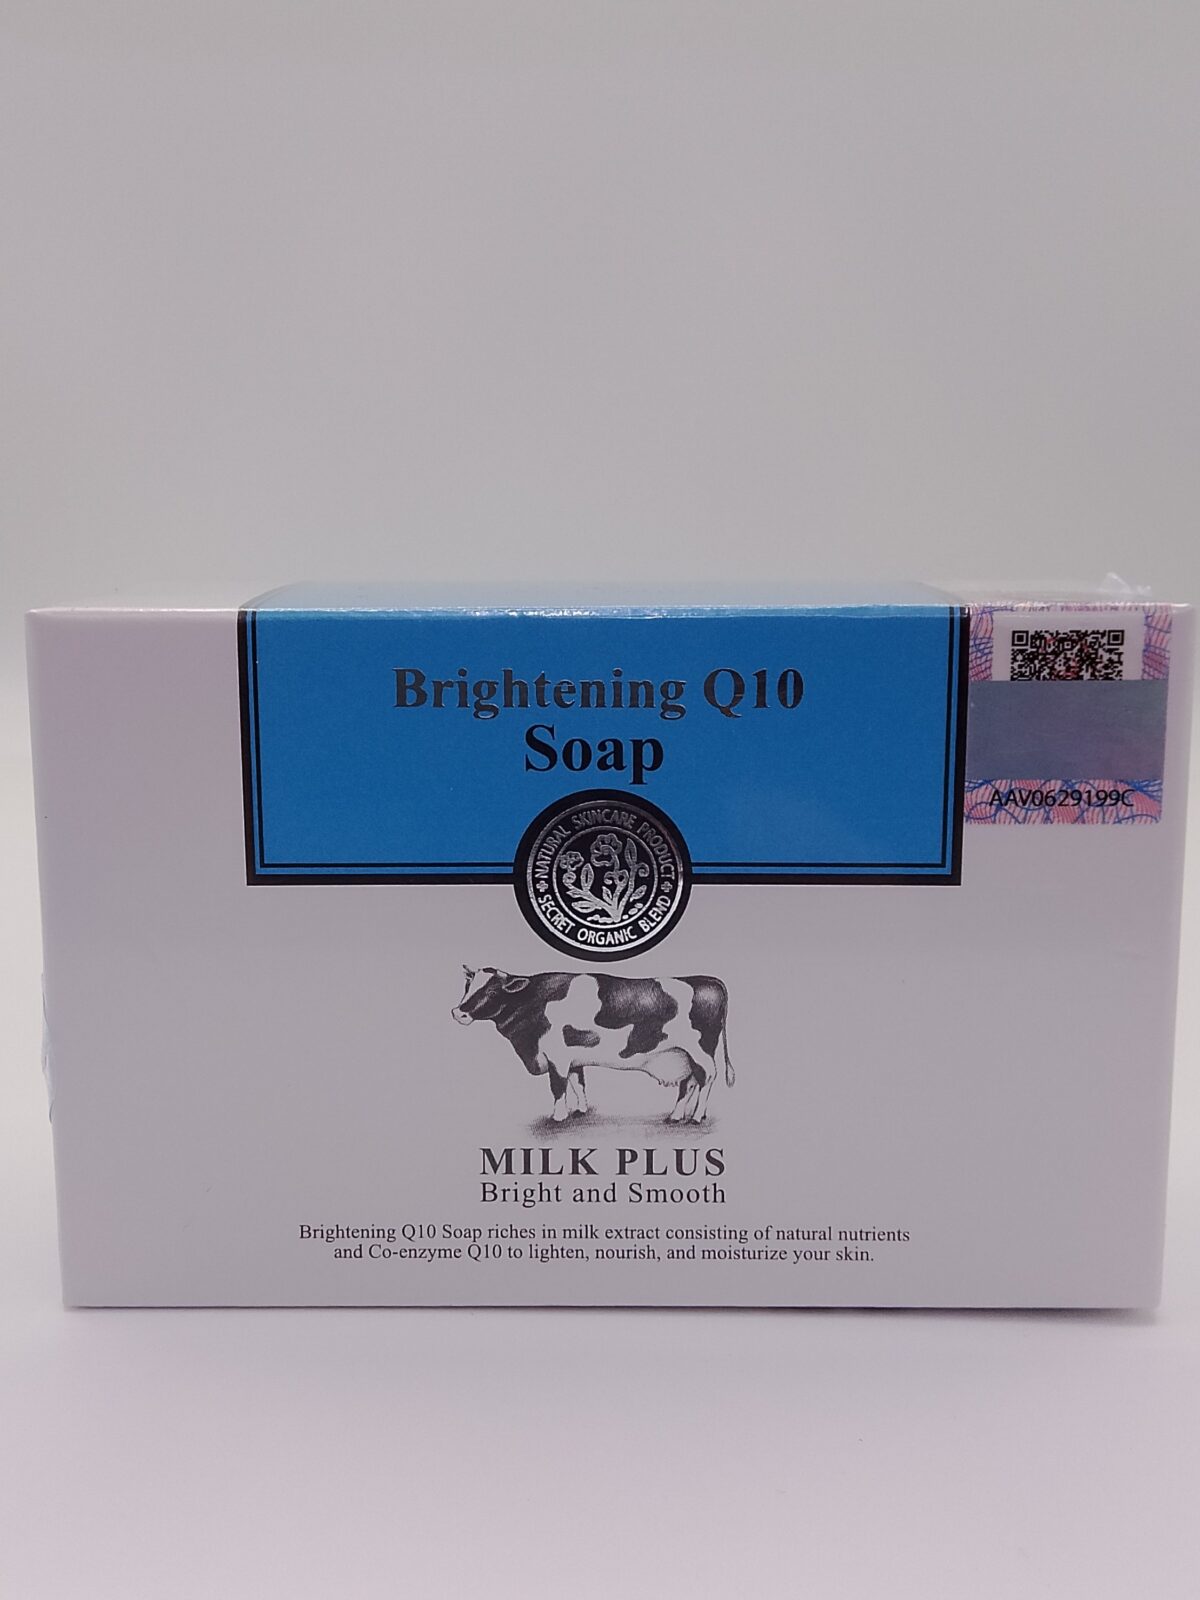 Brightening Q10
Soap
AAV0629199C
NATURAL SKINCARE PRODUCT
SECRET ORGANIC BLEND
MILK PLUS
Bright and Smooth
Brightening Q10 Soap riches in milk extract consisting of natural nutrients
and Co-enzyme Q10 to lighten, nourish, and moisturize your skin.